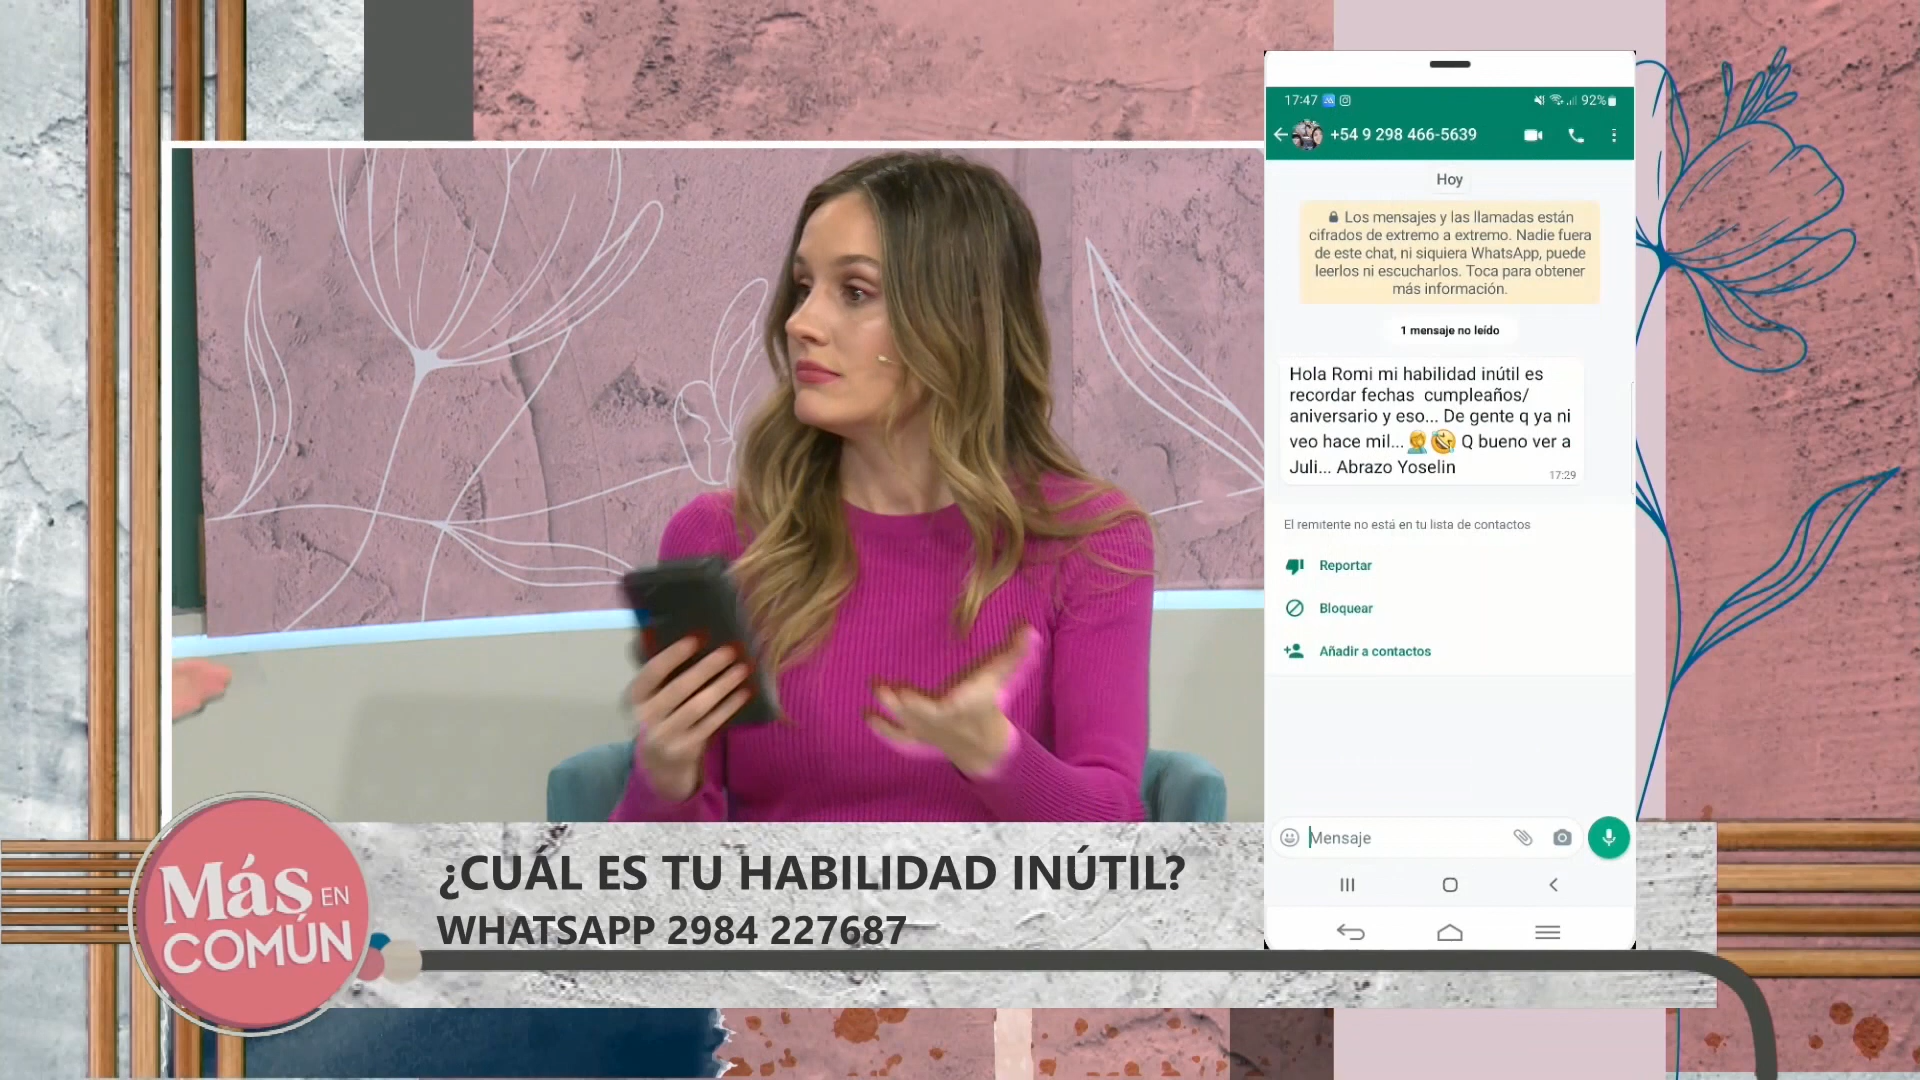 17:47
92%
+54 9 298 466-5639
Hoy
Los mensajes y las llamadas están
cifrados de extremo a extremo. Nadie fuera
de este chat, ni siquiera WhatsApp, puede
leerlos ni escucharlos. Toca para obtener
más información.
1 mensaje no leído
Hola Romi mi habilidad inútil es
recordar fechas cumpleaños/
aniversario y eso... De gente q ya ni
veo hace mil...🤦🤣 Q bueno ver a
Juli... Abrazo Yoselin
17:29
El remitente no está en tu lista de contactos
Reportar
Bloquear
Añadir a contactos
Mensaje
Más EN
COMÚN
¿CUÁL ES TU HABILIDAD INÚTIL?
WHATSAPP 2984 227687